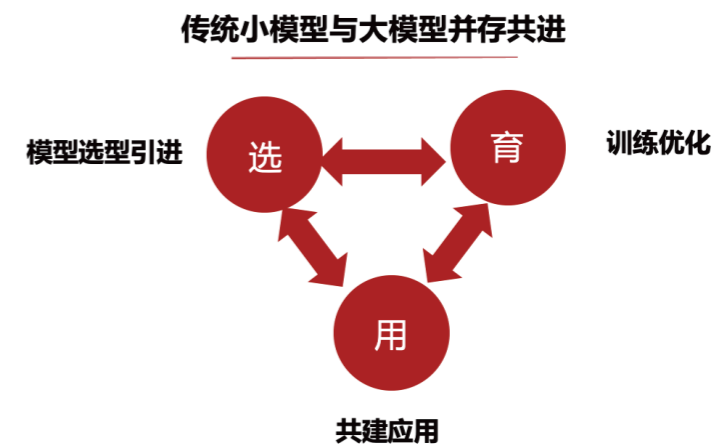 传统小模型与大模型并存共进
模型选型引进
选
育
训练优化
用
共建应用